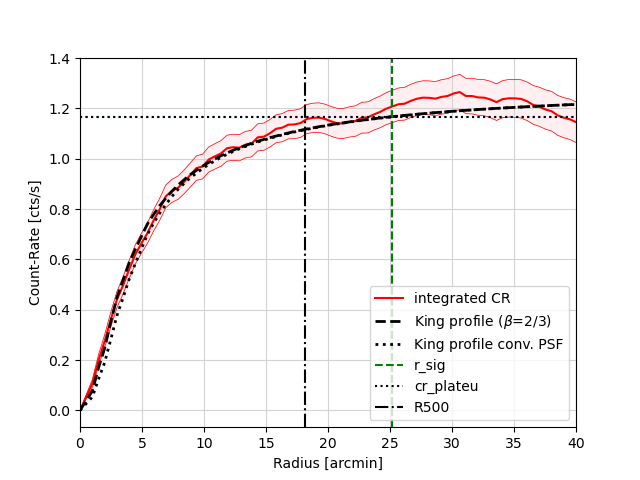 1.4
1.2
1.0
0.8
0.6
0.4
0.2
0.0
Count-Rate [cts/s]
integrated CR
King profile (β=2/3)
King profile conv. PSF
r_sig
cr_plateu
R500
0 5 10 15 20 25 30 35 40
Radius [arcmin]